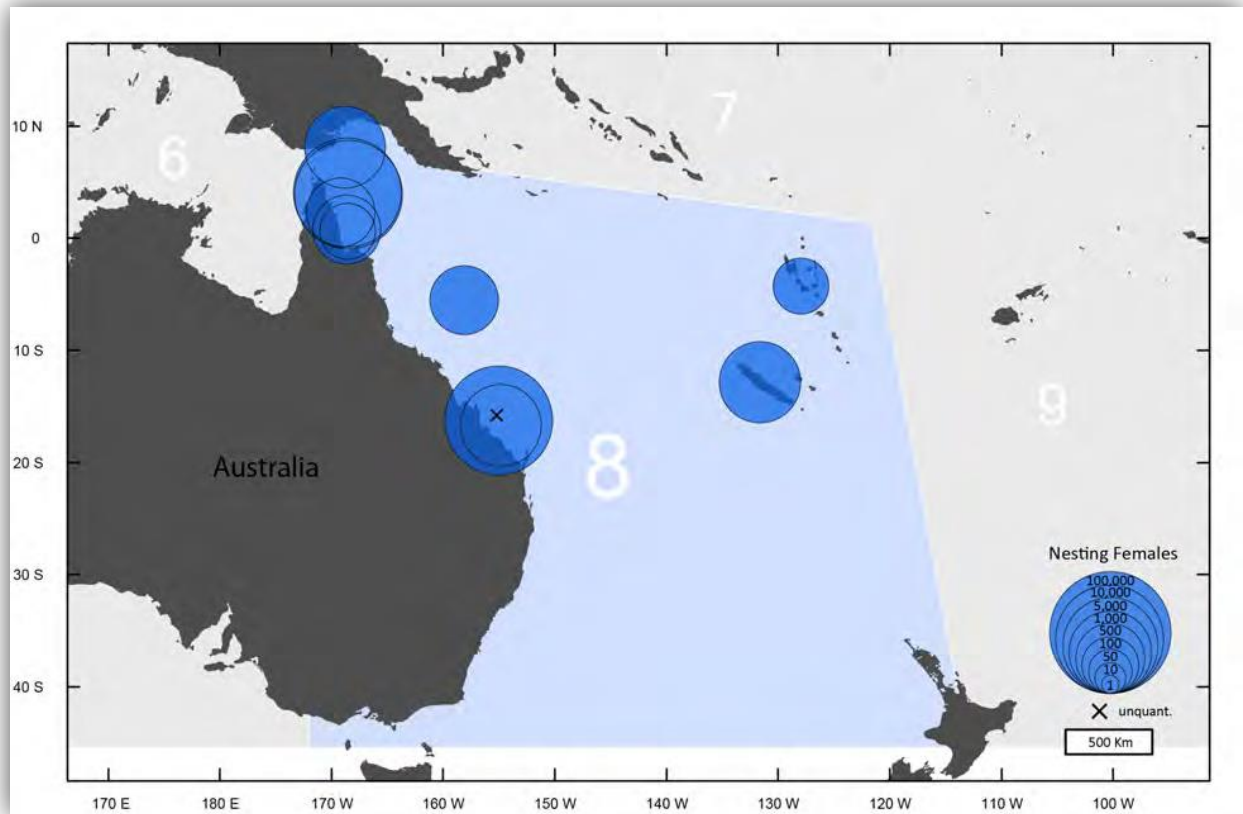 7
10 N
6
0
10 S
9
8
20 S
Australia
30 S
Nesting Females
100,000
10,000
5,000
1,000
500
100
50
10
1
40 S
unquant.
500 Km
170 E
180 W
170 W
160 W
150 W
140 W
130 W
120 W
110 W
100 W